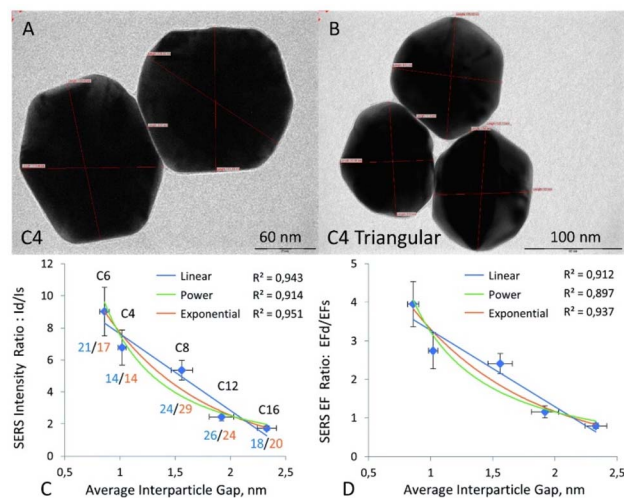 A
C4
60 nm
B
C4 Triangular
100 nm
SERS Intensity Ratio : Id/Is
12
10
8
6
4
2
0
C6
C4
C8
C12
C16
Linear R² = 0,943
Power R² = 0,914
Exponential R² = 0,951
21/17
14/14
24/29
26/24
18/20
0,5 1 1,5 2 2,5
C Average Interparticle Gap, nm
SERS EF Ratio: EFd/EFs
5
4
3
2
1
0
Linear R² = 0,912
Power R² = 0,897
Exponential R² = 0,937
0,5 1 1,5 2 2,5
D Average Interparticle Gap, nm